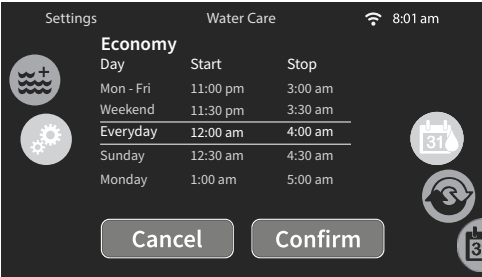 Settings Water Care 8:01 am
Economy
Day Start Stop
Mon - Fri 11:00 pm 3:00 am
Weekend 11:30 pm 3:30 am
Everyday 12:00 am 4:00 am
Sunday 12:30 am 4:30 am
Monday 1:00 am 5:00 am
31
3
Cancel Confirm